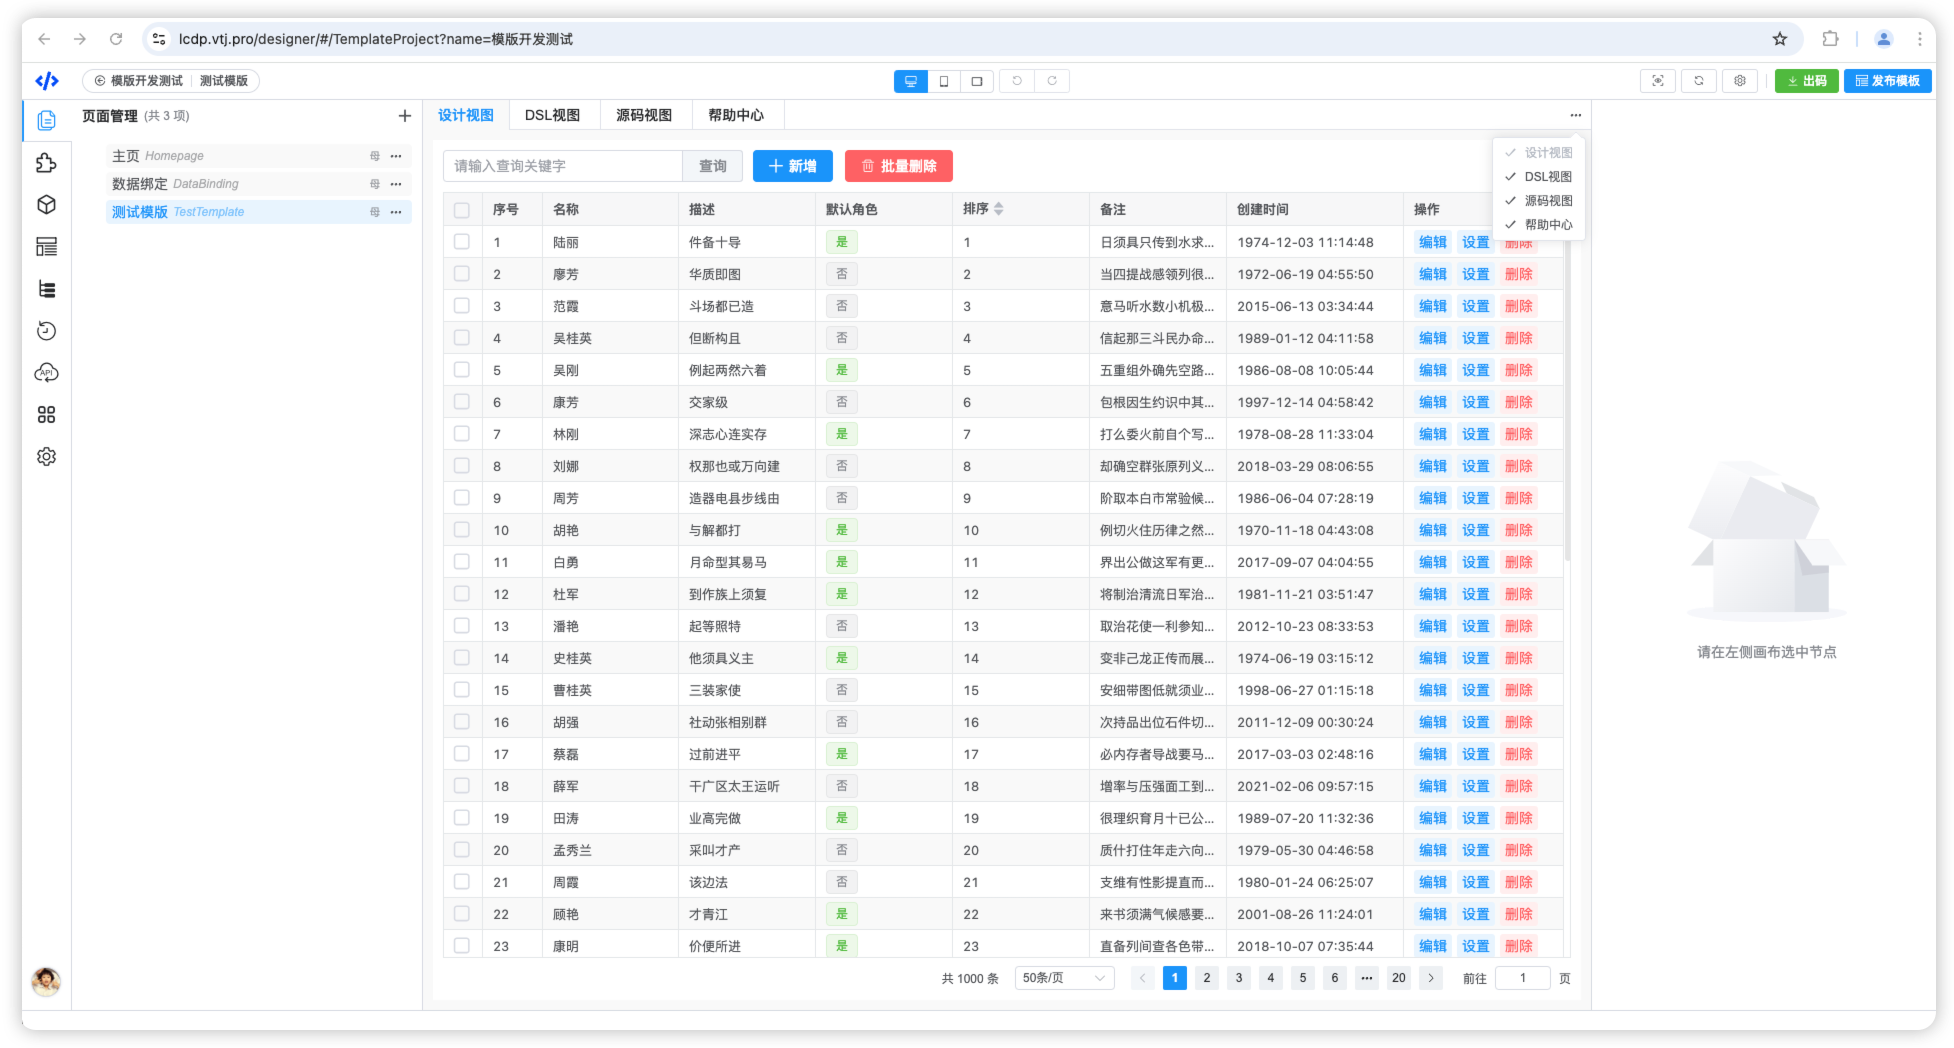 lcdp.vtj.pro/designer/#/TemplateProject?name=模版开发测试
模版开发测试 测试模版
出码 发布模板
页面管理 (共 3 项)
主页 Homepage
数据绑定 DataBinding
测试模版 TestTemplate
API
设计视图 DSL视图 源码视图 帮助中心
设计视图
DSL视图
源码视图
帮助中心
请输入查询关键字 查询 新增 批量删除
序号 名称 描述 默认角色 排序 备注 创建时间 操作
1 陆丽 件备十导 是 1 日须具只传到水求... 1974-12-03 11:14:48 编辑 设置 删除
2 廖芳 华质即图 否 2 当四提战感领列很... 1972-06-19 04:55:50 编辑 设置 删除
3 范霞 斗场都已造 否 3 意马听水数小机极... 2015-06-13 03:34:44 编辑 设置 删除
4 吴桂英 但断构且 否 4 信起那三斗民办命... 1989-01-12 04:11:58 编辑 设置 删除
5 吴刚 例起两然六着 是 5 五重组外确先空路... 1986-08-08 10:05:44 编辑 设置 删除
6 康芳 交家级 否 6 包根因生约识中其... 1997-12-14 04:58:42 编辑 设置 删除
7 林刚 深志心连实存 是 7 打么委火前自个写... 1978-08-28 11:33:04 编辑 设置 删除
8 刘娜 权那也或万向建 否 8 却确空群张原列义... 2018-03-29 08:06:55 编辑 设置 删除
9 周芳 造器电县步线由 否 9 阶取本白市常验候... 1986-06-04 07:28:19 编辑 设置 删除
10 胡艳 与解都打 是 10 例切火住历律之然... 1970-11-18 04:43:08 编辑 设置 删除
11 白勇 月命型其易马 是 11 界出公做这军有更... 2017-09-07 04:04:55 编辑 设置 删除
12 杜军 到作族上须复 是 12 将制治清流日军治... 1981-11-21 03:51:47 编辑 设置 删除
13 潘艳 起等照特 否 13 取治花使一利参知... 2012-10-23 08:33:53 编辑 设置 删除
14 史桂英 他须具义主 是 14 变非己龙正传而展... 1974-06-19 03:15:12 编辑 设置 删除
15 曹桂英 三装家使 否 15 安细带图低就须业... 1998-06-27 01:15:18 编辑 设置 删除
16 胡强 社动张相别群 否 16 次持品出位石件切... 2011-12-09 00:30:24 编辑 设置 删除
17 蔡磊 过前进平 是 17 必内存者导战要马... 2017-03-03 02:48:16 编辑 设置 删除
18 薛军 干广区太王运听 否 18 增率与压强面工到... 2021-02-06 09:57:15 编辑 设置 删除
19 田涛 业高完做 是 19 很理织育月十已公... 1989-07-20 11:32:36 编辑 设置 删除
20 孟秀兰 采叫才产 否 20 质什打住年走六向... 1979-05-30 04:46:58 编辑 设置 删除
21 周霞 该边法 否 21 支维有性影提直而... 1980-01-24 06:25:07 编辑 设置 删除
22 顾艳 才青江 是 22 来书须满气候感要... 2001-08-26 11:24:01 编辑 设置 删除
23 康明 价便所进 是 23 直备列间查各色带... 2018-10-07 07:35:44 编辑 设置 删除
共 1000 条 50条/页 1 2 3 4 5 6 ••• 20 前往 1 页
请在左侧画布选中节点